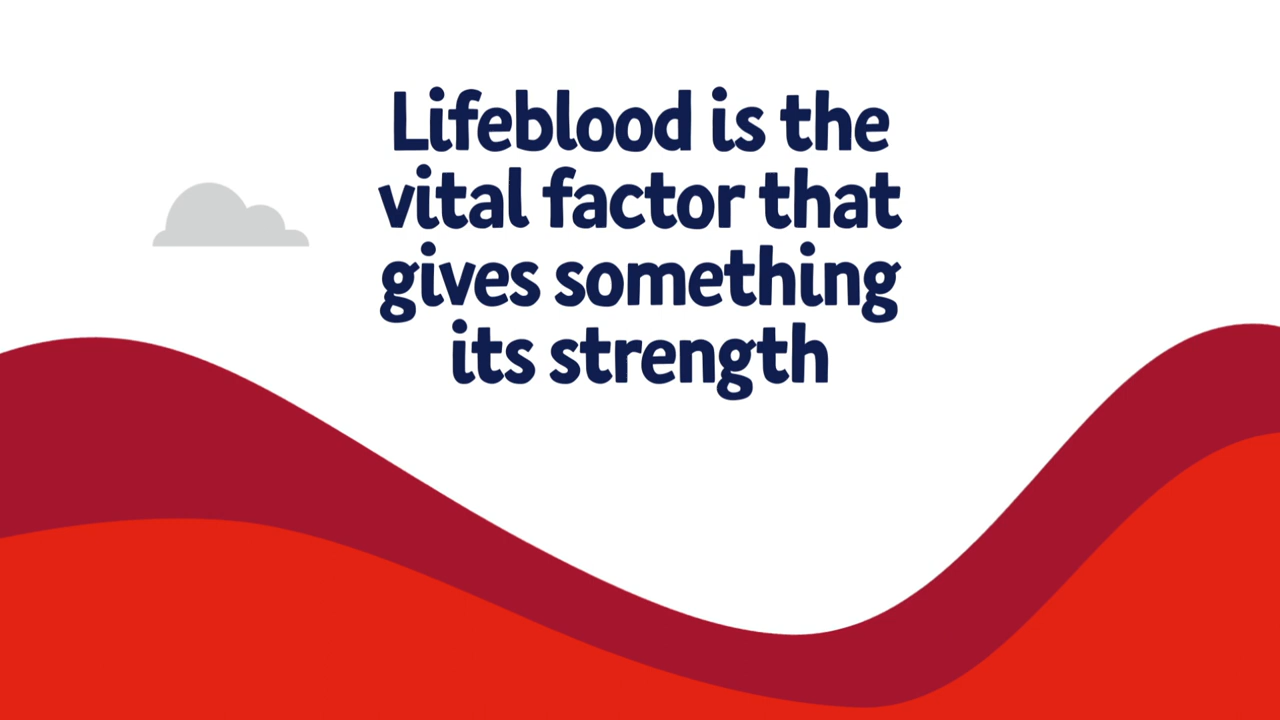 Lifeblood is the
vital factor that
gives something
its strength